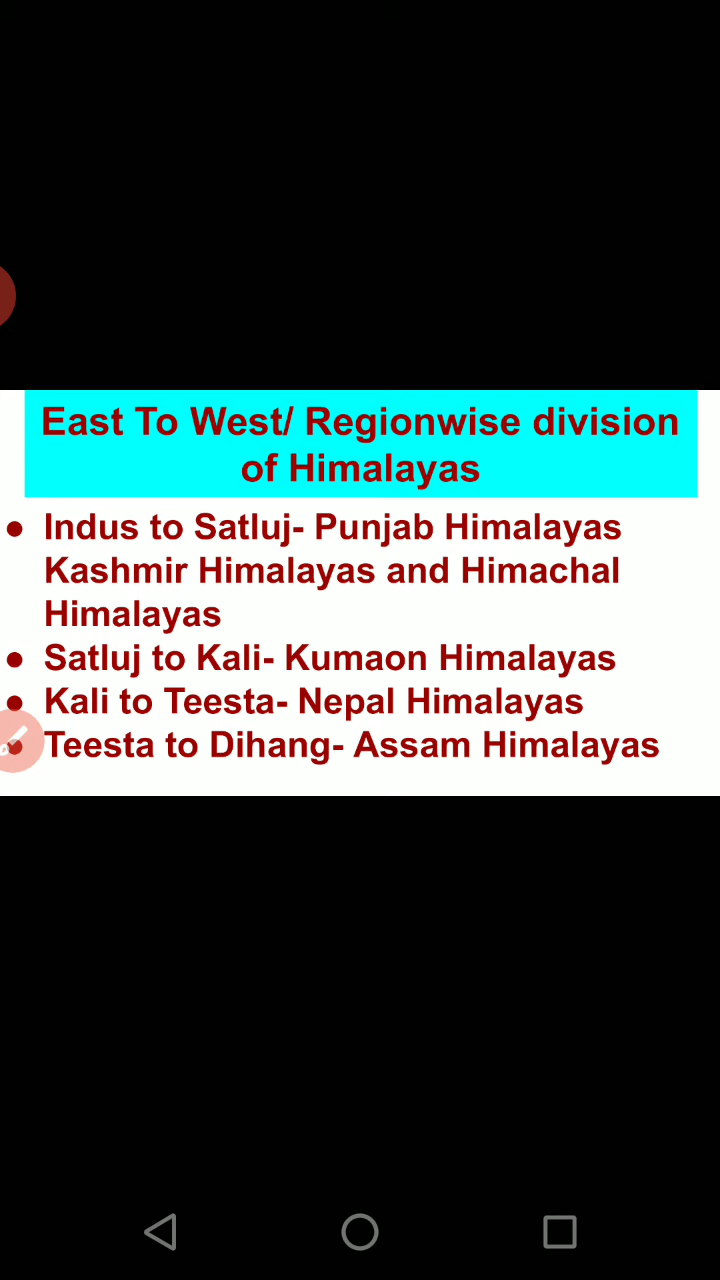 East To West/ Regionwise division
of Himalayas
● Indus to Satluj- Punjab Himalayas
Kashmir Himalayas and Himachal
Himalayas
● Satluj to Kali- Kumaon Himalayas
● Kali to Teesta- Nepal Himalayas
● Teesta to Dihang- Assam Himalayas